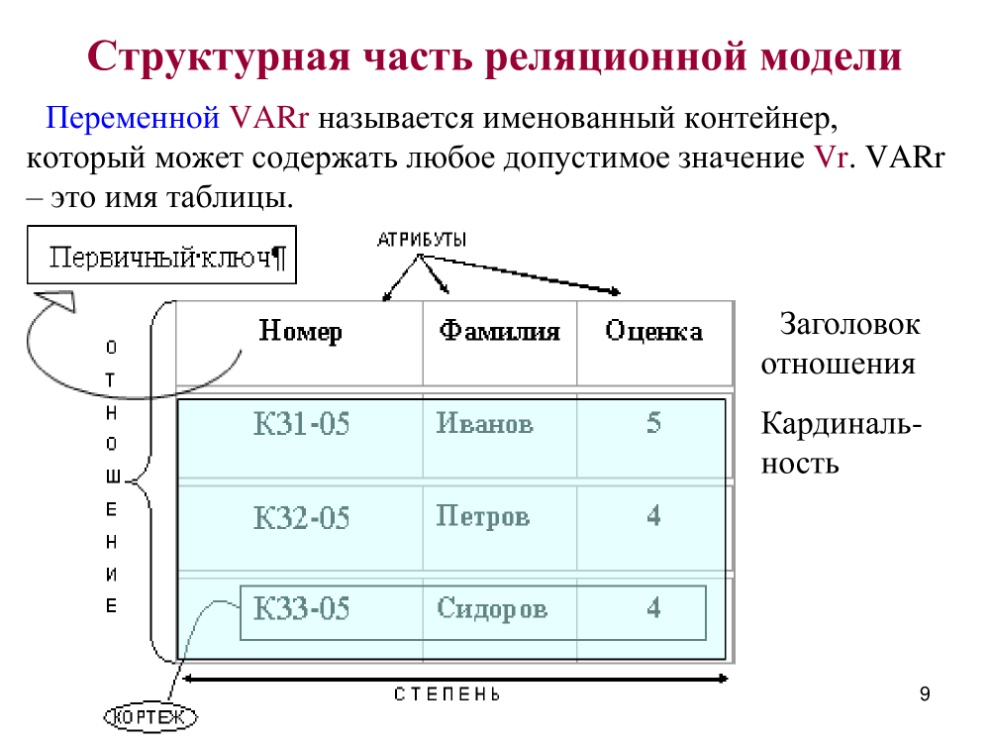 Структурная часть реляционной модели
Переменной VARr называется именованный контейнер,
который может содержать любое допустимое значение Vr. VARr
– это имя таблицы.
Первичный·ключ¶
АТРИБУТЫ
Номер Фамилия Оценка
Заголовок
отношения
ОТНОШЕНИЕ
К31-05 Иванов 5
Кардиналь-
ность
К32-05 Петров 4
К33-05 Сидоров 4
СТЕПЕНЬ
КОРТЕЖ
9